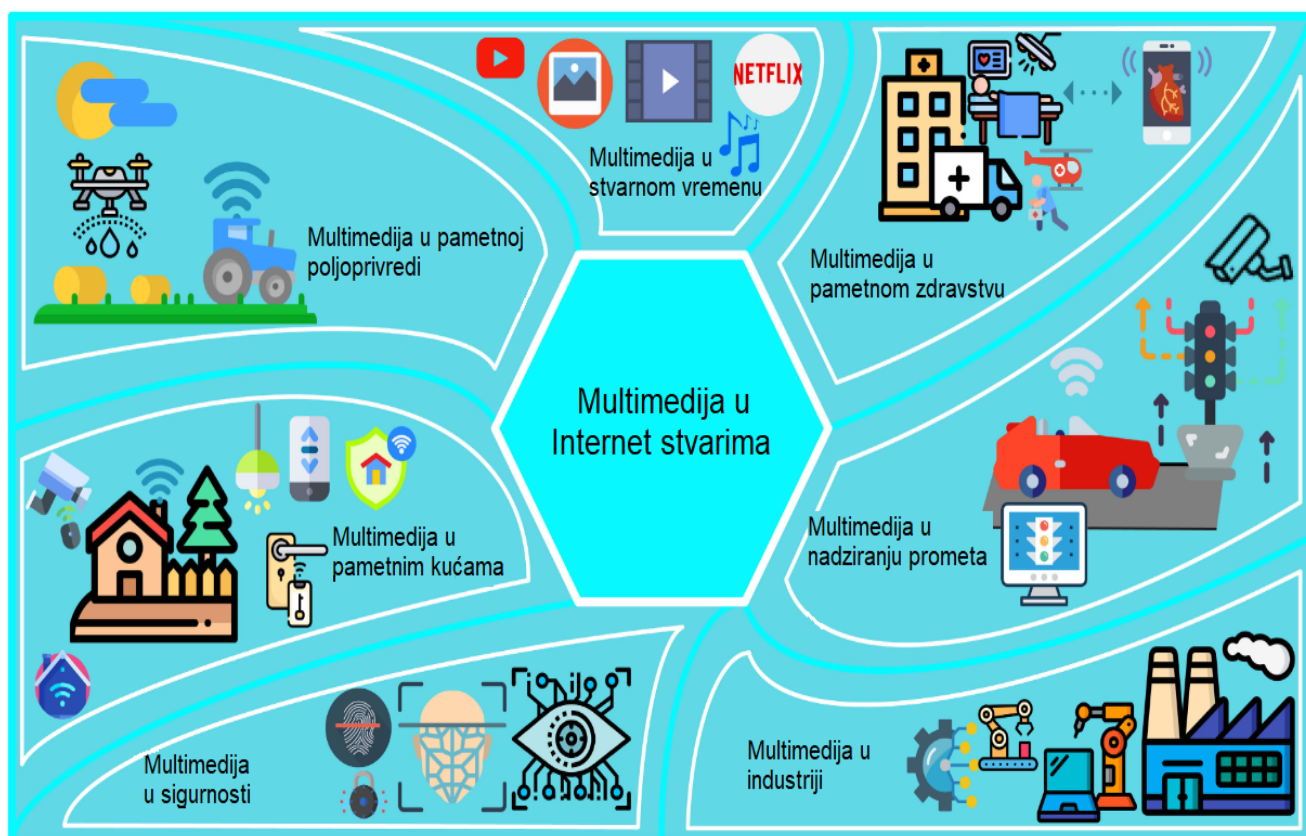 NETFLIX
Multimedija u
stvarnom vremenu
Multimedija u pametnoj
poljoprivredi
Multimedija u
pametnom zdravstvu
Multimedija u
Internet stvarima
Multimedija u
pametnim kućama
Multimedija u
nadziranju prometa
Multimedija
u sigurnosti
Multimedija u
industriji